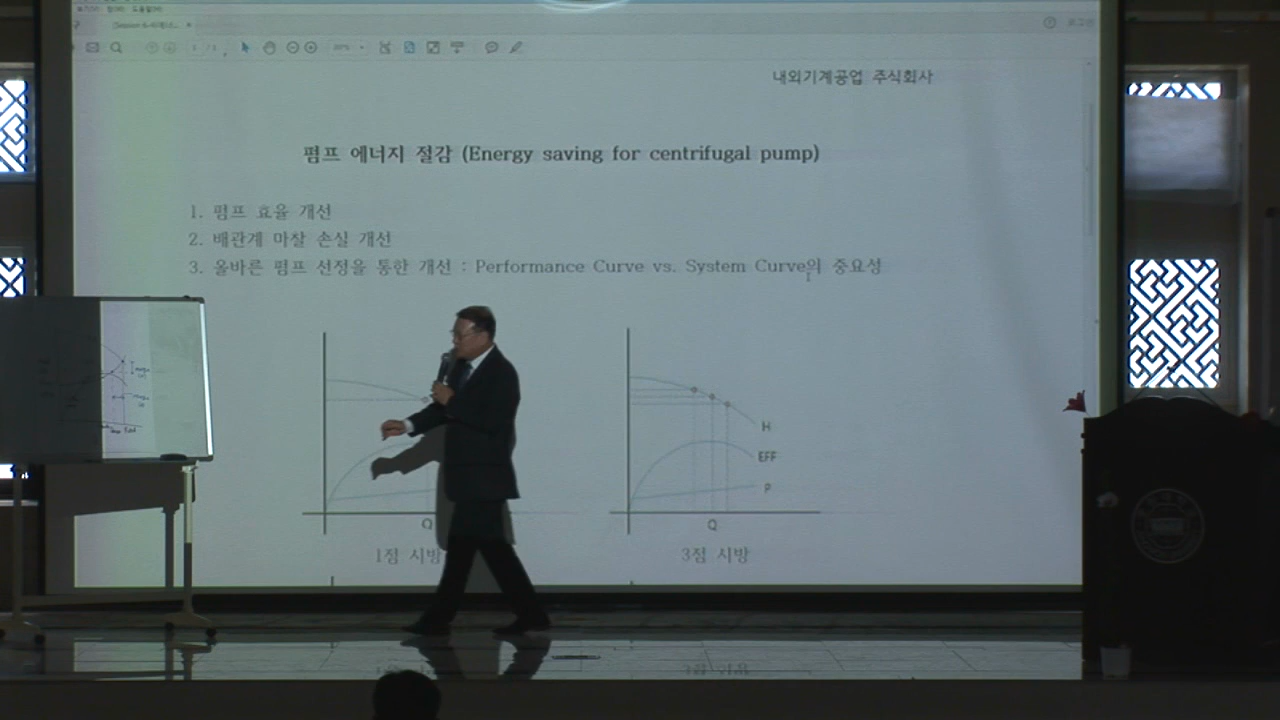 내외기계공업 주식회사
펌프 에너지 절감 (Energy saving for centrifugal pump)
1. 펌프 효율 개선
2. 배관계 마찰 손실 개선
3. 올바른 펌프 선정을 통한 개선 : Performance Curve vs. System Curve의 중요성
H
EFF
P
Q
Q
1점 시방
3점 시방